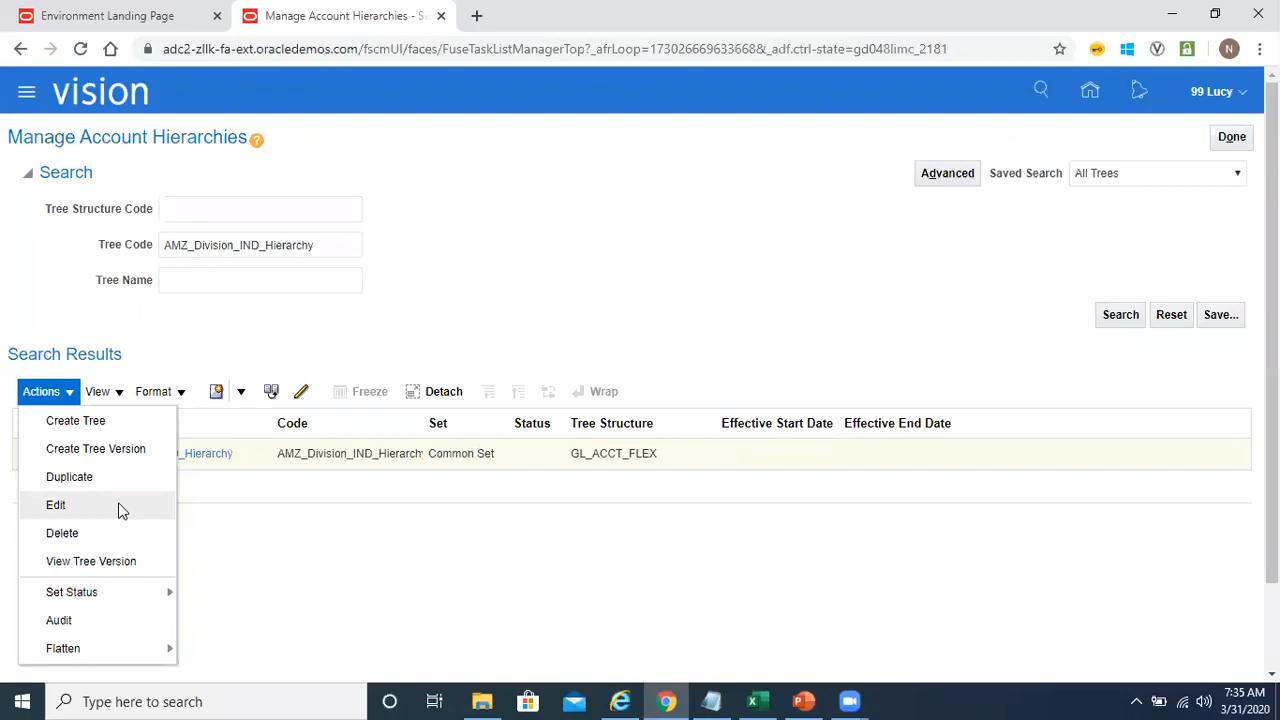 Environment Landing Page
Manage Account Hierarchies - S
adc2-zllk-fa-ext.oracledemos.com/fscmUI/faces/FuseTaskListManagerTop?_afrLoop=173026669633668&_adf.ctrl-state=gd048limc_2181
N
vision
99 Lucy
Manage Account Hierarchies
?
Done
Search
Advanced
Saved Search
All Trees
Tree Structure Code
Tree Code
AMZ_Division_IND_Hierarchy
Tree Name
Search
Reset
Save...
Search Results
Actions
View
Format
Freeze
Detach
Wrap
Code
Set
Status
Tree Structure
Effective Start Date
Effective End Date
_Hierarchy
AMZ_Division_IND_Hierarchy
Common Set
GL_ACCT_FLEX
Create Tree
Create Tree Version
Duplicate
Edit
Delete
View Tree Version
Set Status
Audit
Flatten
Type here to search
7:35 AM
3/31/2020